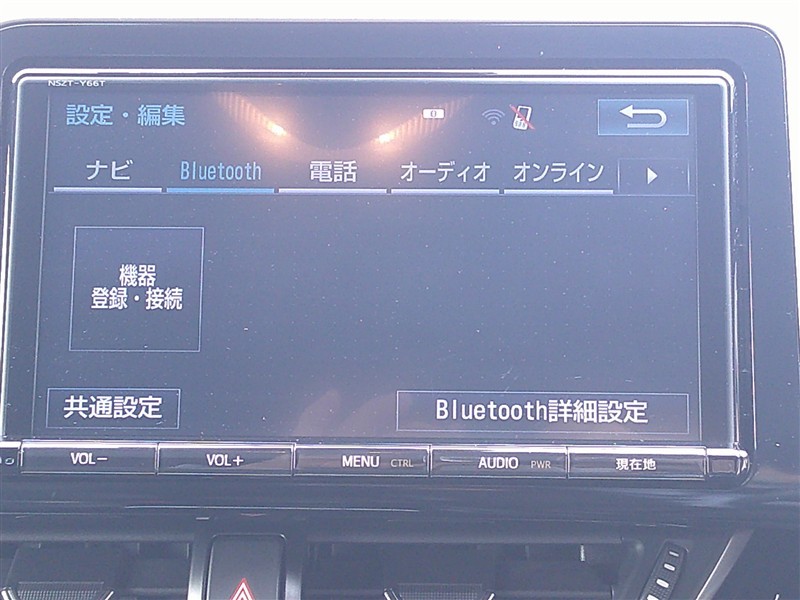 NSZT-Y66T
設定・編集
0
ナビ Bluetooth 電話 オーディオ オンライン
機器
登録・接続
共通設定 Bluetooth詳細設定
VOL− VOL+ MENU CTRL AUDIO PWR 現在地